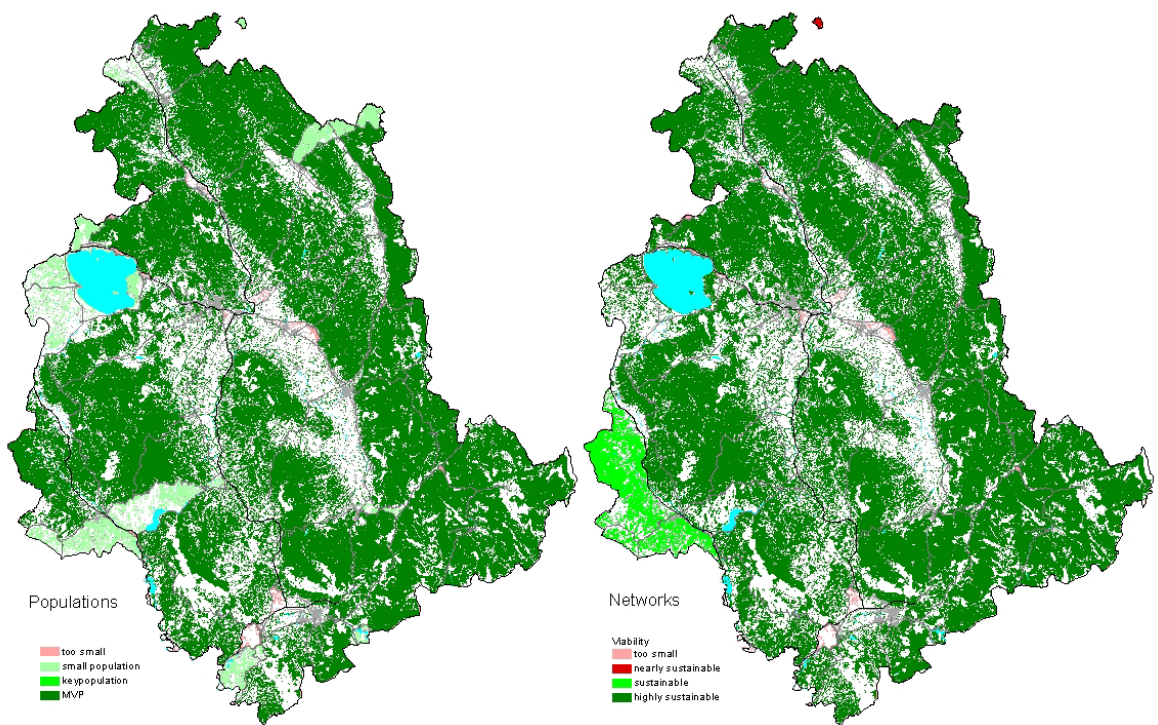 Populations
too small
small population
keypopulation
MVP
Networks
Viability
too small
nearly sustainable
sustainable
highly sustainable